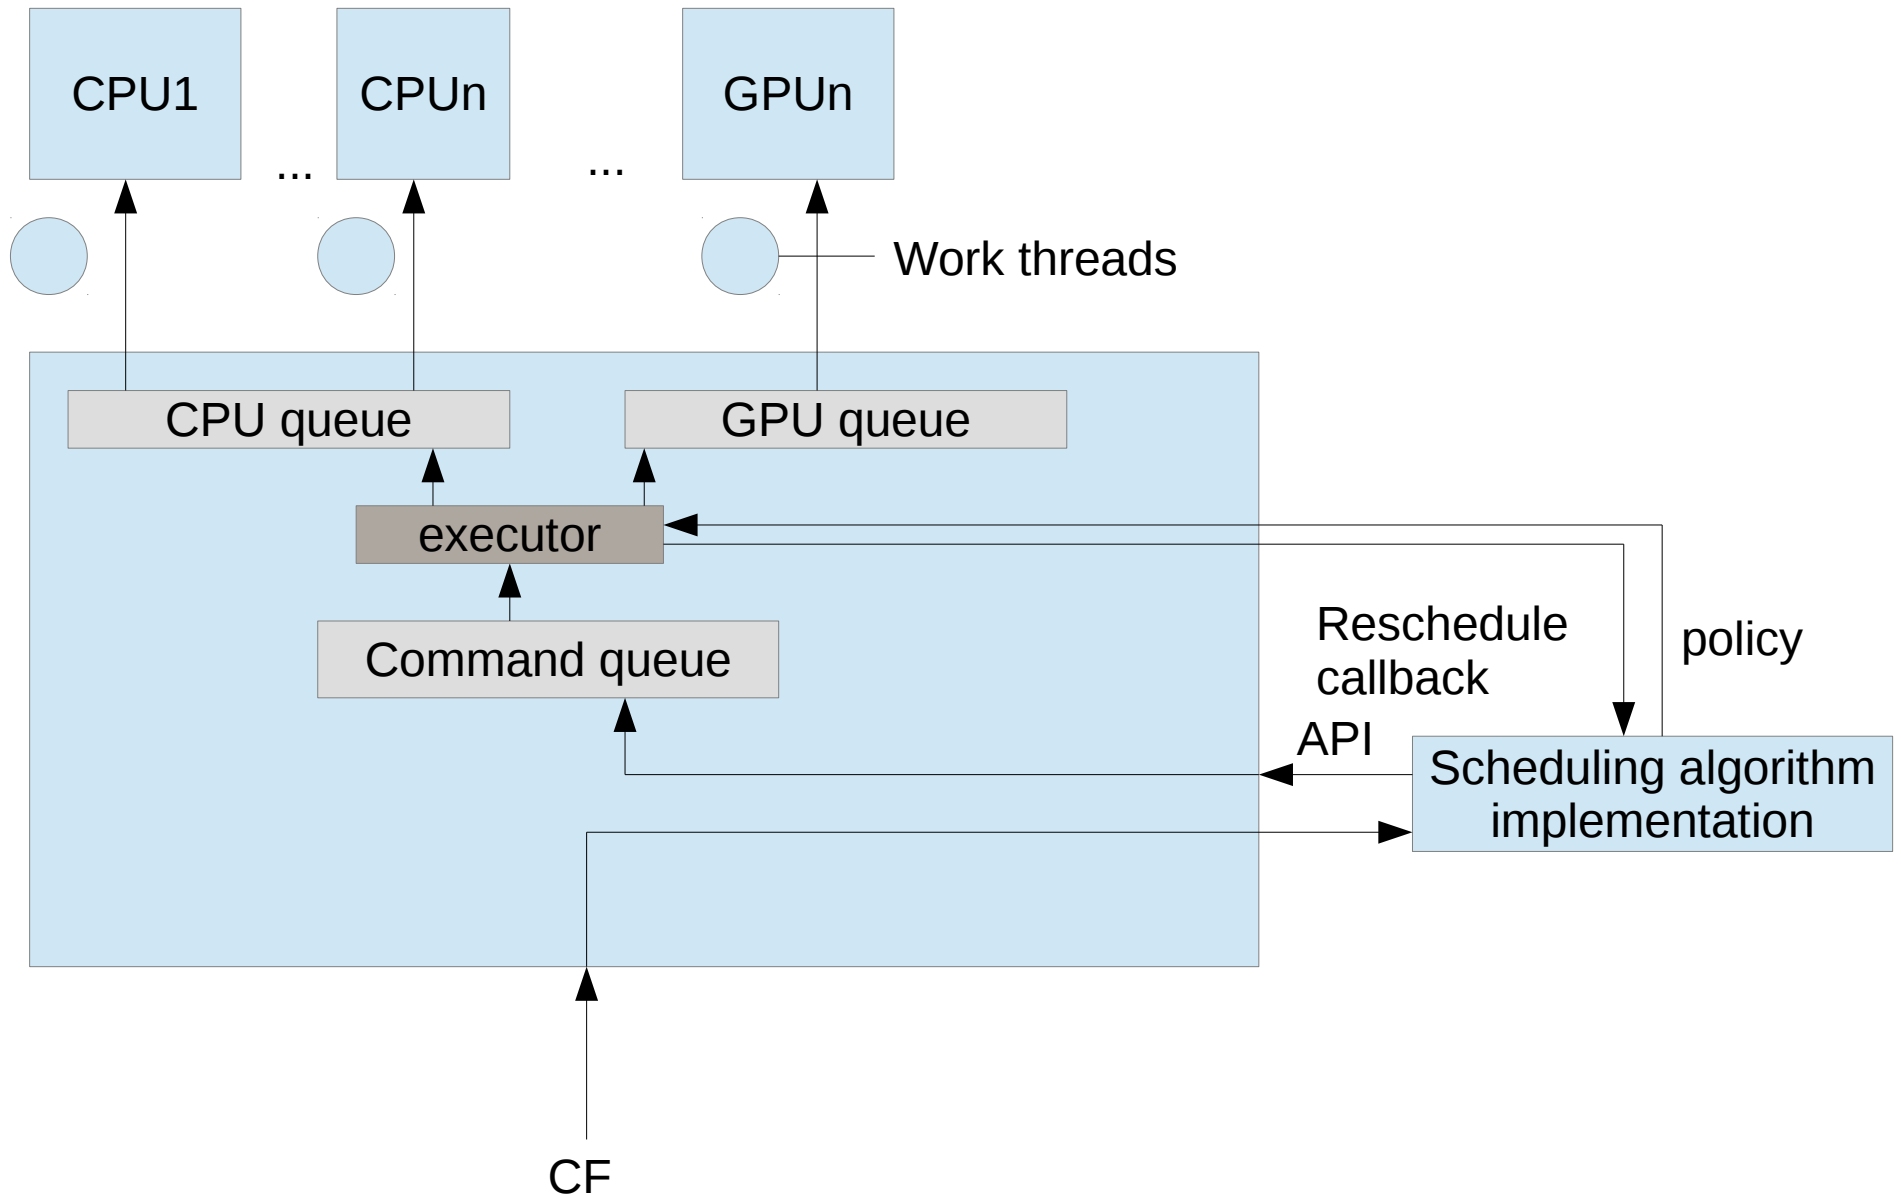 CPU1
CPUn
GPUn
...
...
Work threads
CPU queue
GPU queue
executor
Reschedule
callback
policy
Command queue
API
Scheduling algorithm
implementation
CF